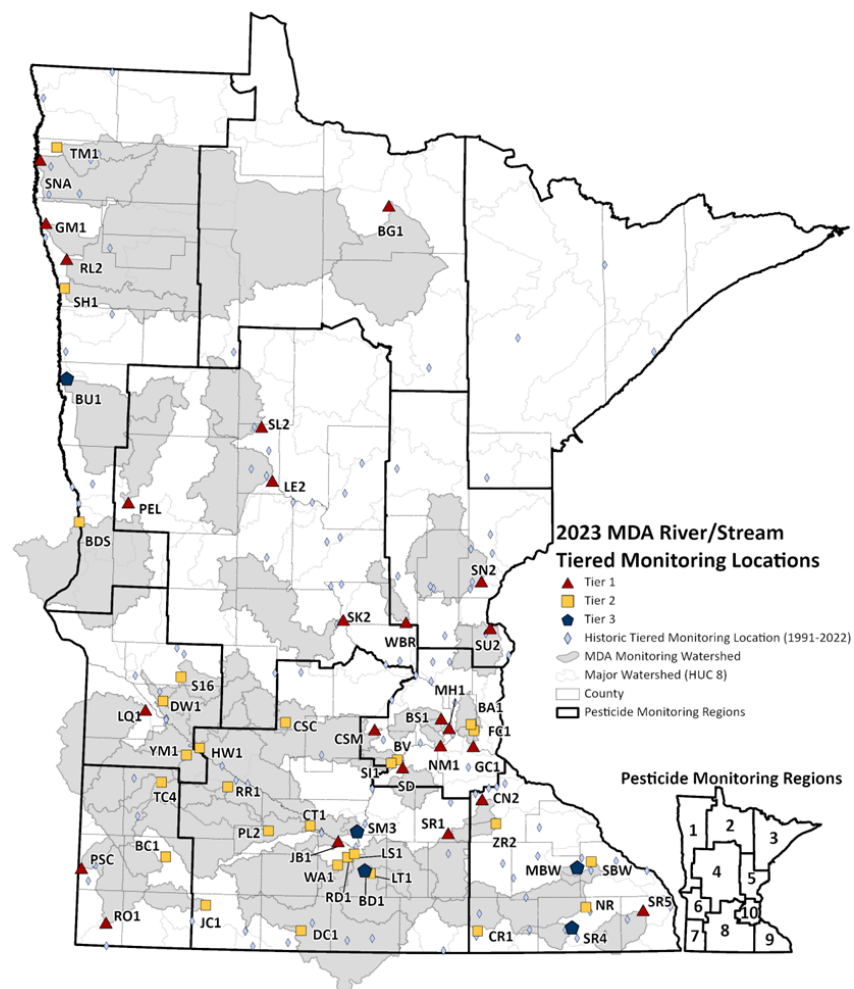 TM1
SNA
GM1
BG1
RL2
SH1
BU1
SL2
LE2
PEL
BDS
2023 MDA River/Stream
Tiered Monitoring Locations
Tier 1
Tier 2
Tier 3
Historic Tiered Monitoring Location (1991-2022)
MDA Monitoring Watershed
Major Watershed (HUC 8)
County
Pesticide Monitoring Regions
SN2
SK2
WBR
SU2
S16
MH1
DW1
BA1
LQ1
BS1
CSC
FC1
CSM
YM1
HW1
BV
NM1
GC1
SI1
SD
Pesticide Monitoring Regions
TC4
RR1
CN2
CT1
PL2
SM3
SR1
ZR2
BC1
JB1
LS1
PSC
WA1
LT1
MBW
SBW
RD1
BD1
RO1
JC1
NR
SR5
DC1
CR1
SR4
1
2
3
4
5
6
10
7
8
9